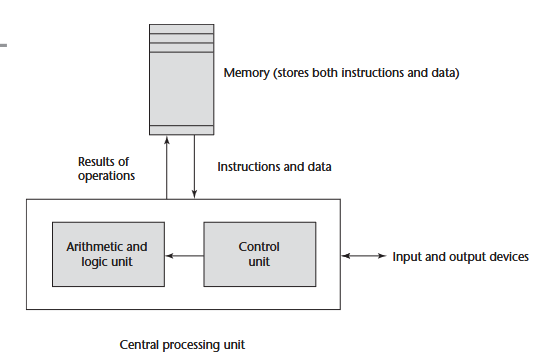 Memory (stores both instructions and data)
Results of
operations
Instructions and data
Arithmetic and
logic unit
Control
unit
Input and output devices
Central processing unit